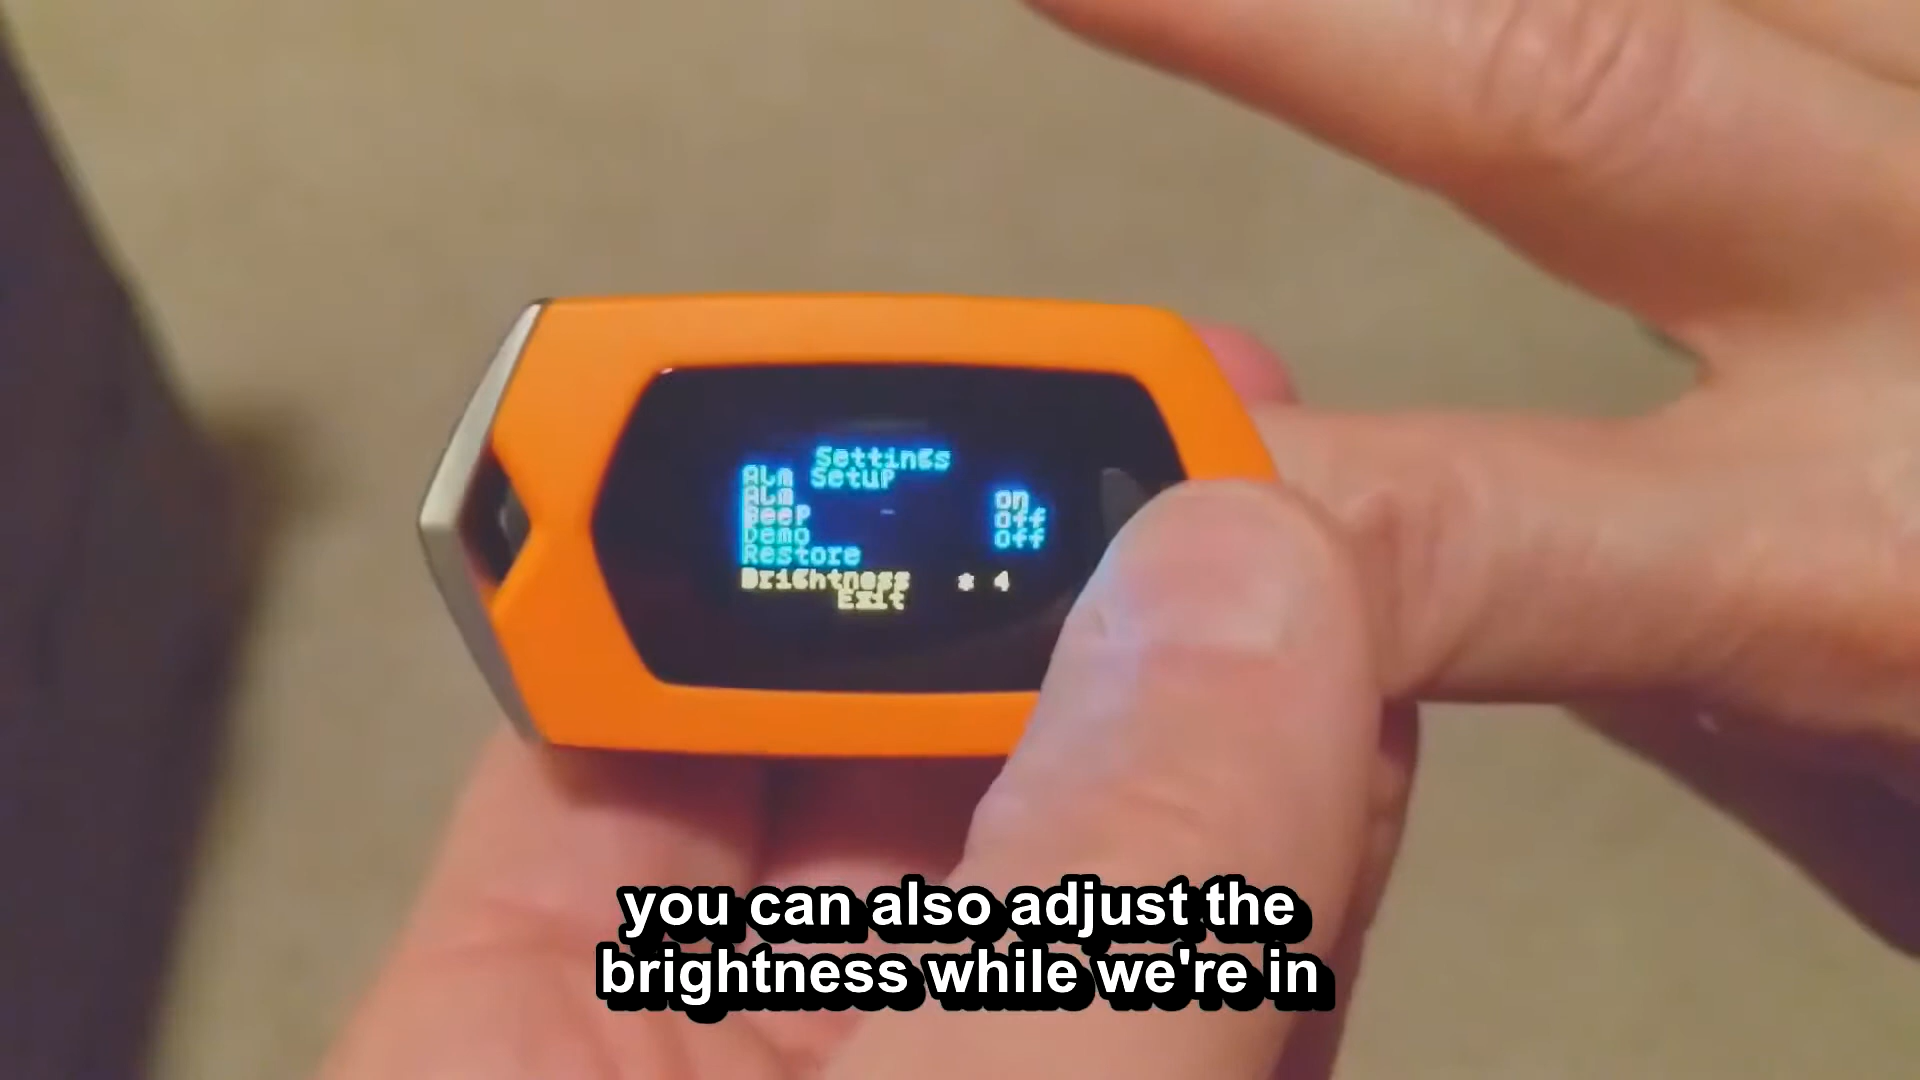 Settings
Alm Setup
Alm on
Beep off
Demo off
Restore
Brightness * 4
Exit
you can also adjust the
brightness while we're in